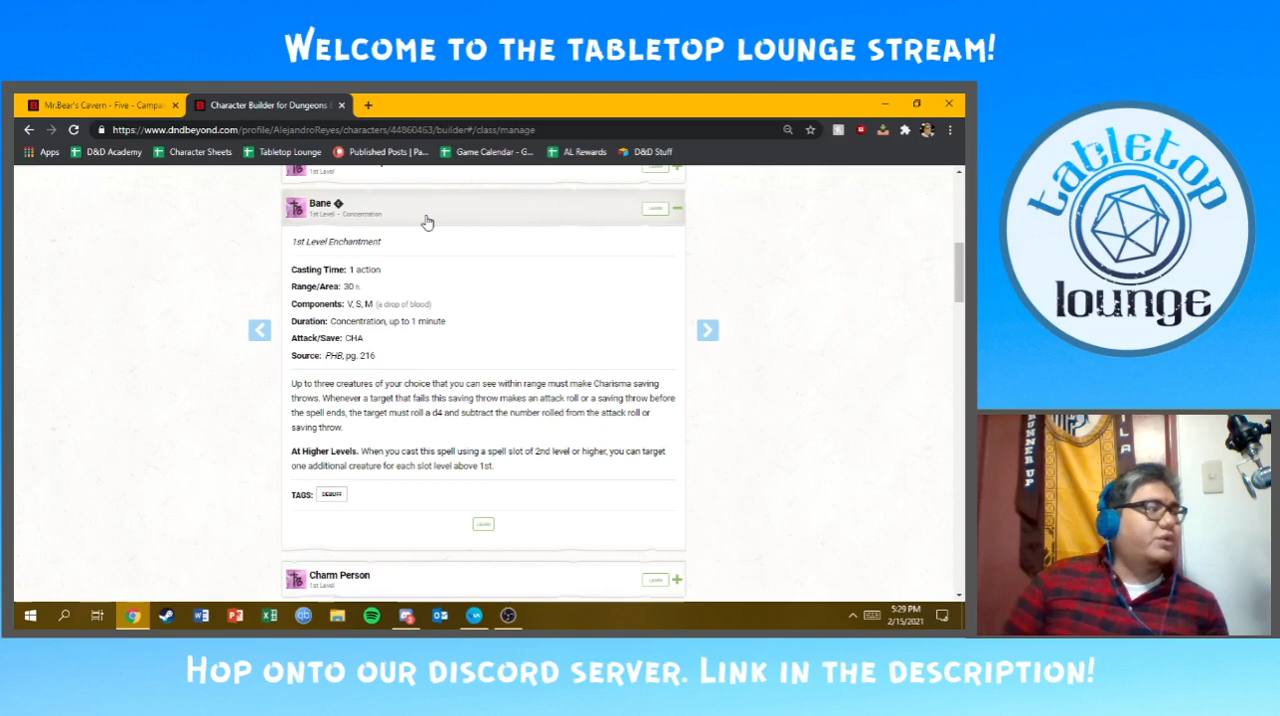 WELCOME TO THE TABLETOP LOUNGE STREAM!
Mr.Bear's Cavern - Five - Campa
Character Builder for Dungeons &
https://www.dndbeyond.com/profile/AlejandroReyes/characters/44860463/builder#/class/manage
Apps
D&D Academy
Character Sheets
Tabletop Lounge
Published Posts | Pa...
Game Calendar - G...
AL Rewards
D&D Stuff
1st Level
Bane
1st Level - Concentration
LEARN
1st Level Enchantment
Casting Time: 1 action
Range/Area: 30 ft.
Components: V, S, M (a drop of blood)
Duration: Concentration, up to 1 minute
Attack/Save: CHA
Source: PHB, pg. 216
Up to three creatures of your choice that you can see within range must make Charisma saving
throws. Whenever a target that fails this saving throw makes an attack roll or a saving throw before
the spell ends, the target must roll a d4 and subtract the number rolled from the attack roll or
saving throw.
At Higher Levels. When you cast this spell using a spell slot of 2nd level or higher, you can target
one additional creature for each slot level above 1st.
TAGS: DEBUFF
LEARN
Charm Person
1st Level
LEARN
5:29 PM
2/15/2021
tabletop
lounge
RUNNER UP
ILA
HOP ONTO OUR DISCORD SERVER. LINK IN THE DESCRIPTION!